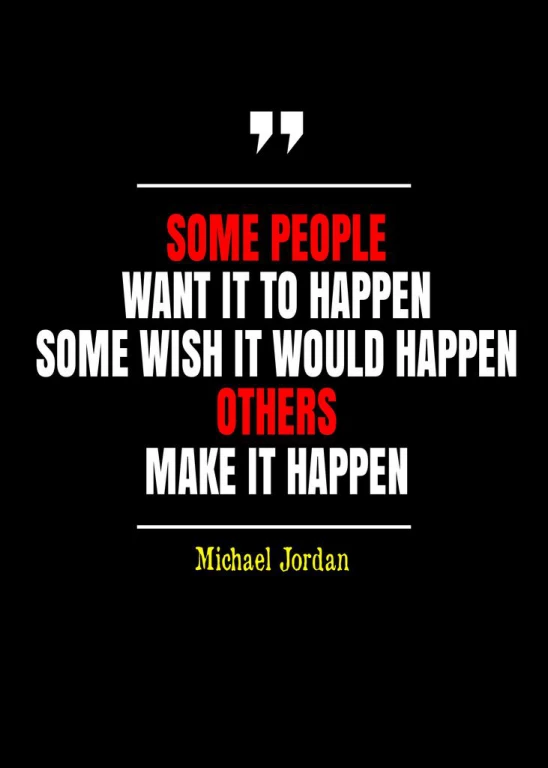 ”
SOME PEOPLE
WANT IT TO HAPPEN
SOME WISH IT WOULD HAPPEN
OTHERS
MAKE IT HAPPEN
Michael Jordan